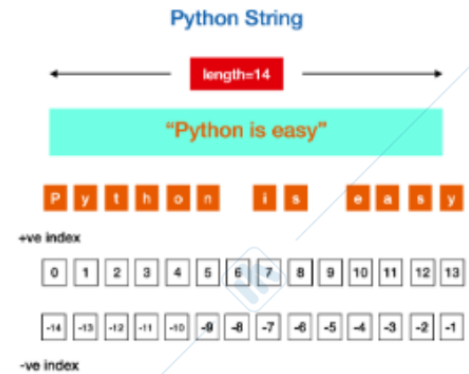 Python String
length=14
“Python is easy”
P y t h o n i s e a s y
+ve index
0 1 2 3 4 5 6 7 8 9 10 11 12 13
-14 -13 -12 -11 -10 -9 -8 -7 -6 -5 -4 -3 -2 -1
-ve index